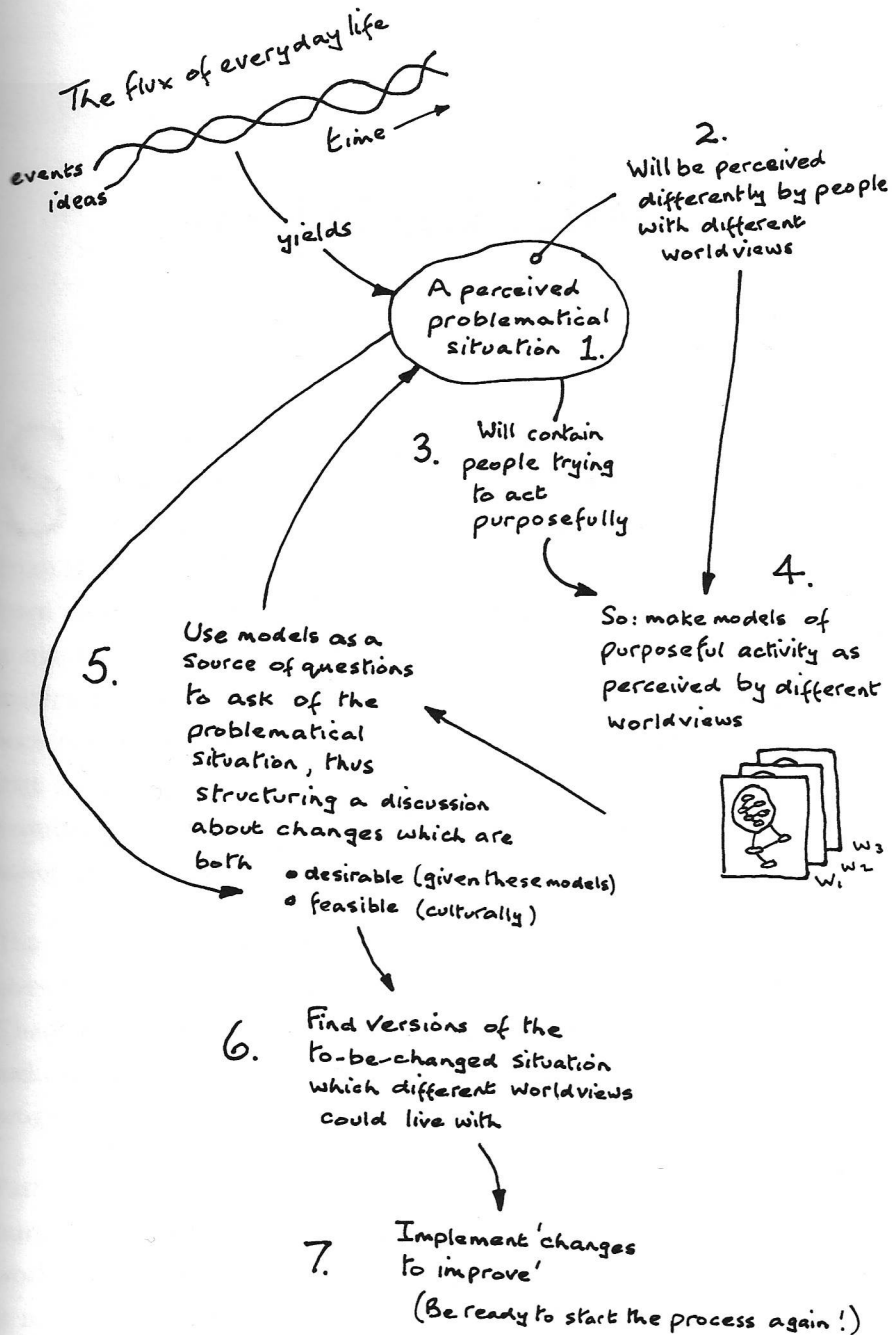 The flux of everyday life
time
events
ideas
yields
2.
Will be perceived
differently by people
with different
worldviews
A perceived
problematical
situation 1.
3.
Will contain
people trying
to act
purposefully
4.
So: make models of
purposeful activity as
perceived by different
worldviews
W3
W2
W1
5.
Use models as a
source of questions
to ask of the
problematical
situation, thus
structuring a discussion
about changes which are
both
• desirable (given these models)
• feasible (culturally)
6.
Find versions of the
to-be-changed situation
which different worldviews
could live with
7.
Implement 'changes
to improve'
(Be ready to start the process again!)